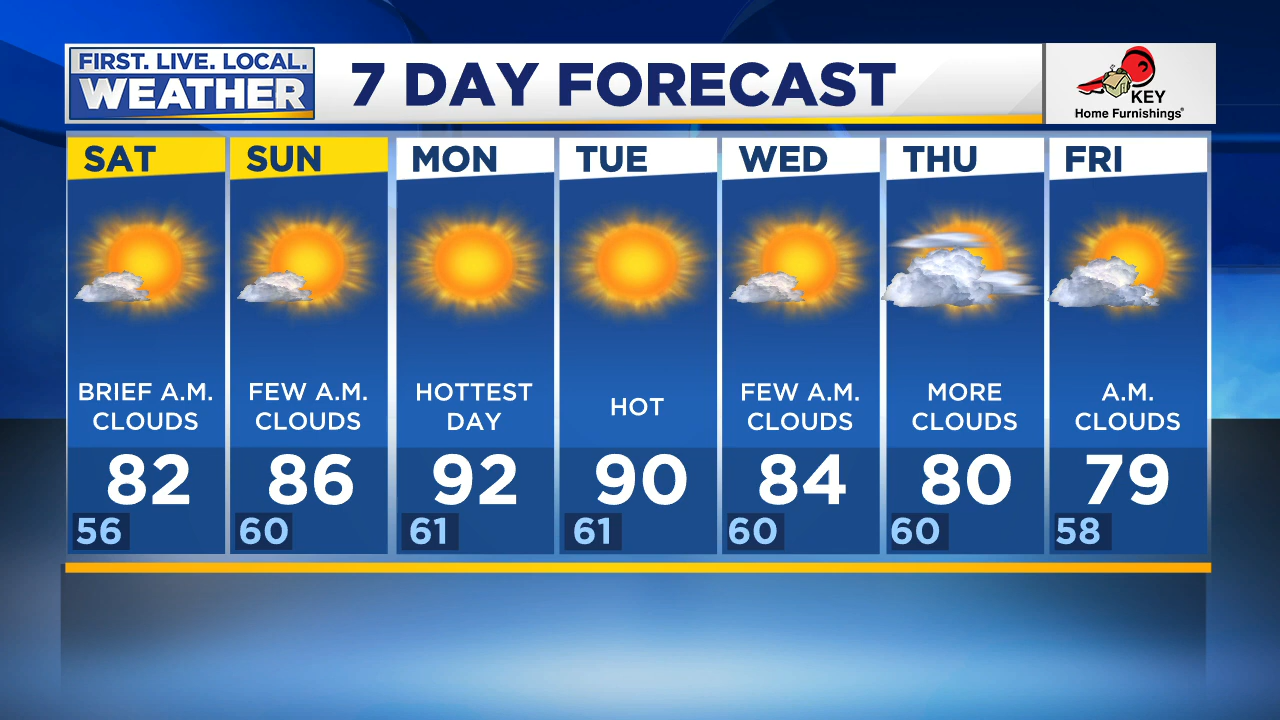 FIRST. LIVE. LOCAL.
WEATHER
7 DAY FORECAST
KEY
Home Furnishings®
SAT
BRIEF A.M.
CLOUDS
82
56
SUN
FEW A.M.
CLOUDS
86
60
MON
HOTTEST
DAY
92
61
TUE
HOT
90
61
WED
FEW A.M.
CLOUDS
84
60
THU
MORE
CLOUDS
80
60
FRI
A.M.
CLOUDS
79
58